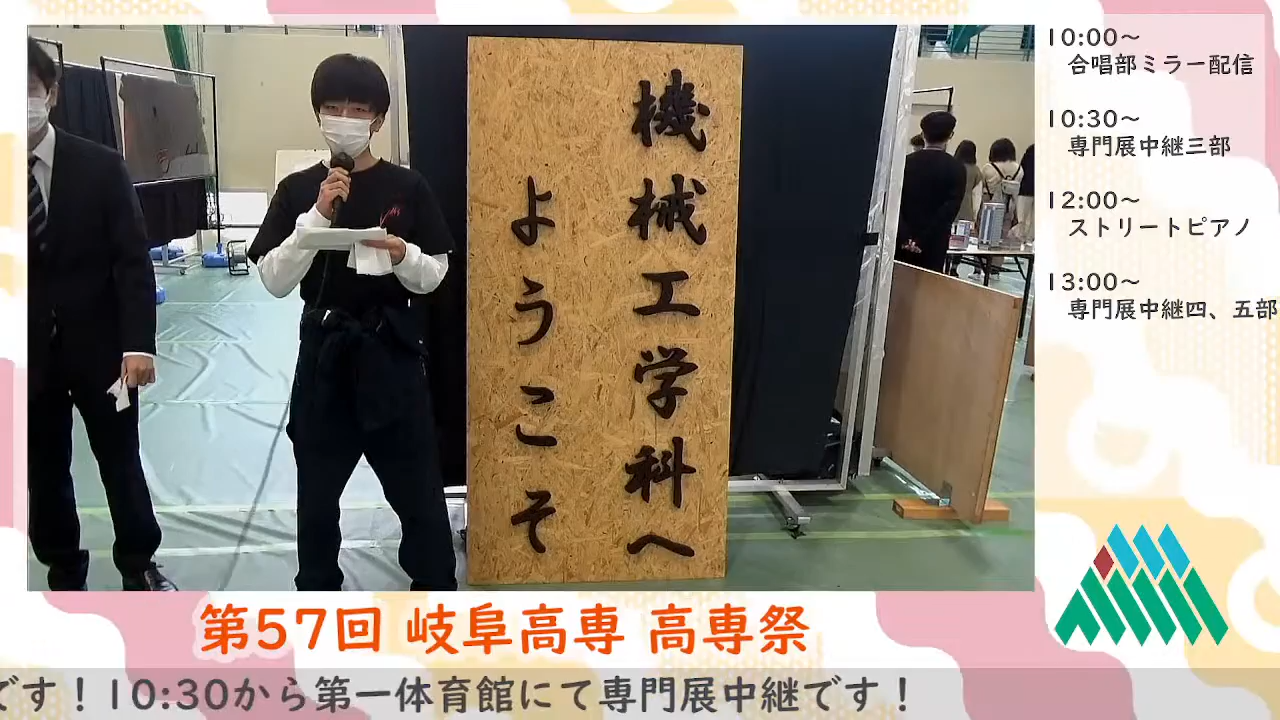 機械工学科へ
ようこそ
10:00~
合唱部ミラー配信
10:30~
専門展中継三部
12:00~
ストリートピアノ
13:00~
専門展中継四、五部
第57回 岐阜高専 高専祭
です!10:30から第一体育館にて専門展中継です!